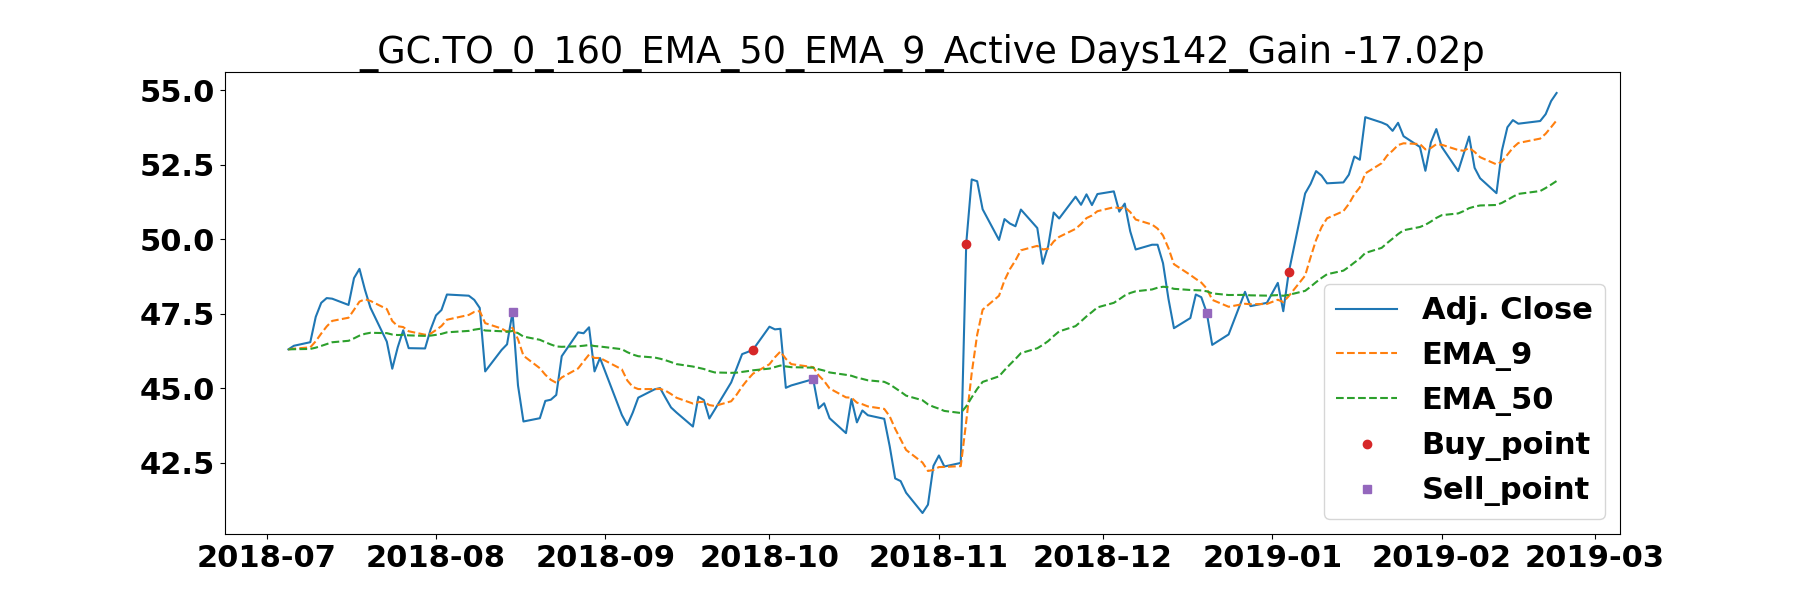 _GC.TO_0_160_EMA_50_EMA_9_Active Days142_Gain -17.02p
55.0
52.5
50.0
47.5
45.0
42.5
Adj. Close
EMA_9
EMA_50
Buy_point
Sell_point
2018-07 2018-08 2018-09 2018-10 2018-11 2018-12 2019-01 2019-02 2019-03